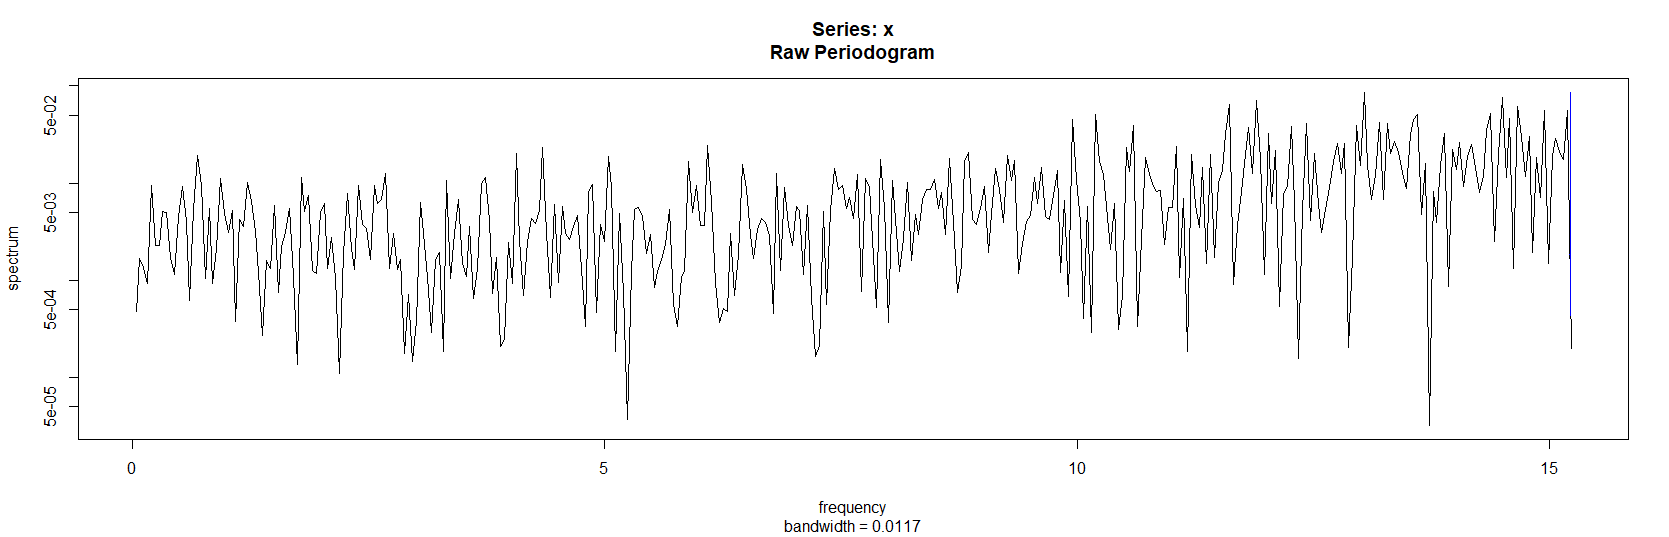 Series: x
Raw Periodogram
spectrum
5e-02
5e-03
5e-04
5e-05
0 5 10 15
frequency
bandwidth = 0.0117